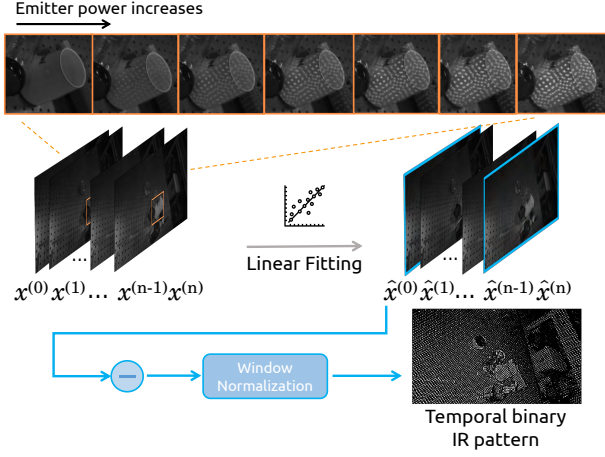 Emitter power increases
x⁽⁰⁾ x⁽¹⁾ ... x⁽ⁿ⁻¹⁾ x⁽ⁿ⁾
...
Linear Fitting
...
x̂⁽⁰⁾ x̂⁽¹⁾ ... x̂⁽ⁿ⁻¹⁾ x̂⁽ⁿ⁾
−
Window
Normalization
Temporal binary
IR pattern